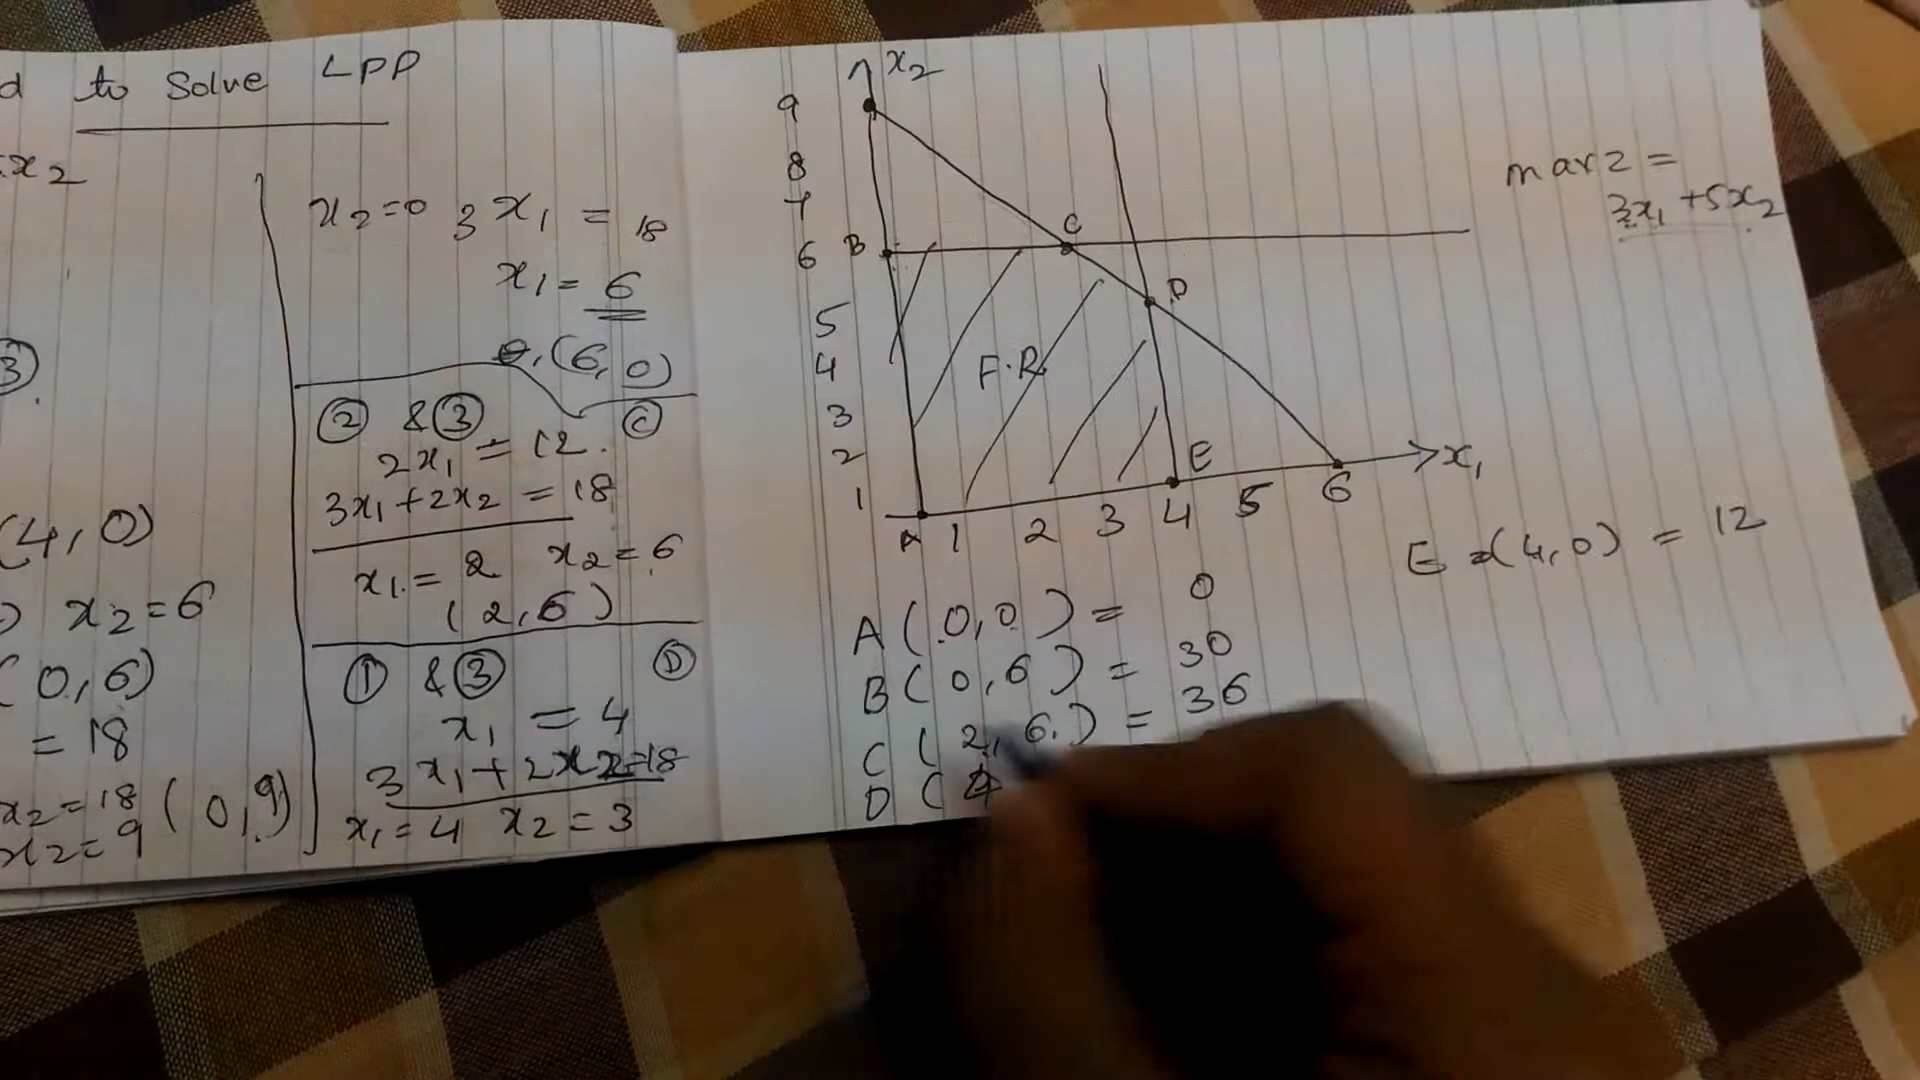 d to Solve LPP
x2
3
(4,0)
x2=6
(0,6)
= 18
x2=18 (0,9)
x2=9
x2=0 3x1 = 18
x1= 6
(6,0)
② & ③ Ⓒ
2x1 = 12.
3x1+2x2 = 18
x1= 2 x2=6
(2,6)
① & ③ Ⓓ
x1 = 4
3x1+2x2=18
x1=4 x2=3
x2
9
8
7
6 B C
5 D
4 F.R
3
2 E x1
1
A 1 2 3 4 5 6
max z =
3x1+5x2
E =(4,0) = 12
A (0,0) = 0
B (0,6) = 30
C (2,6.) = 36
D (4